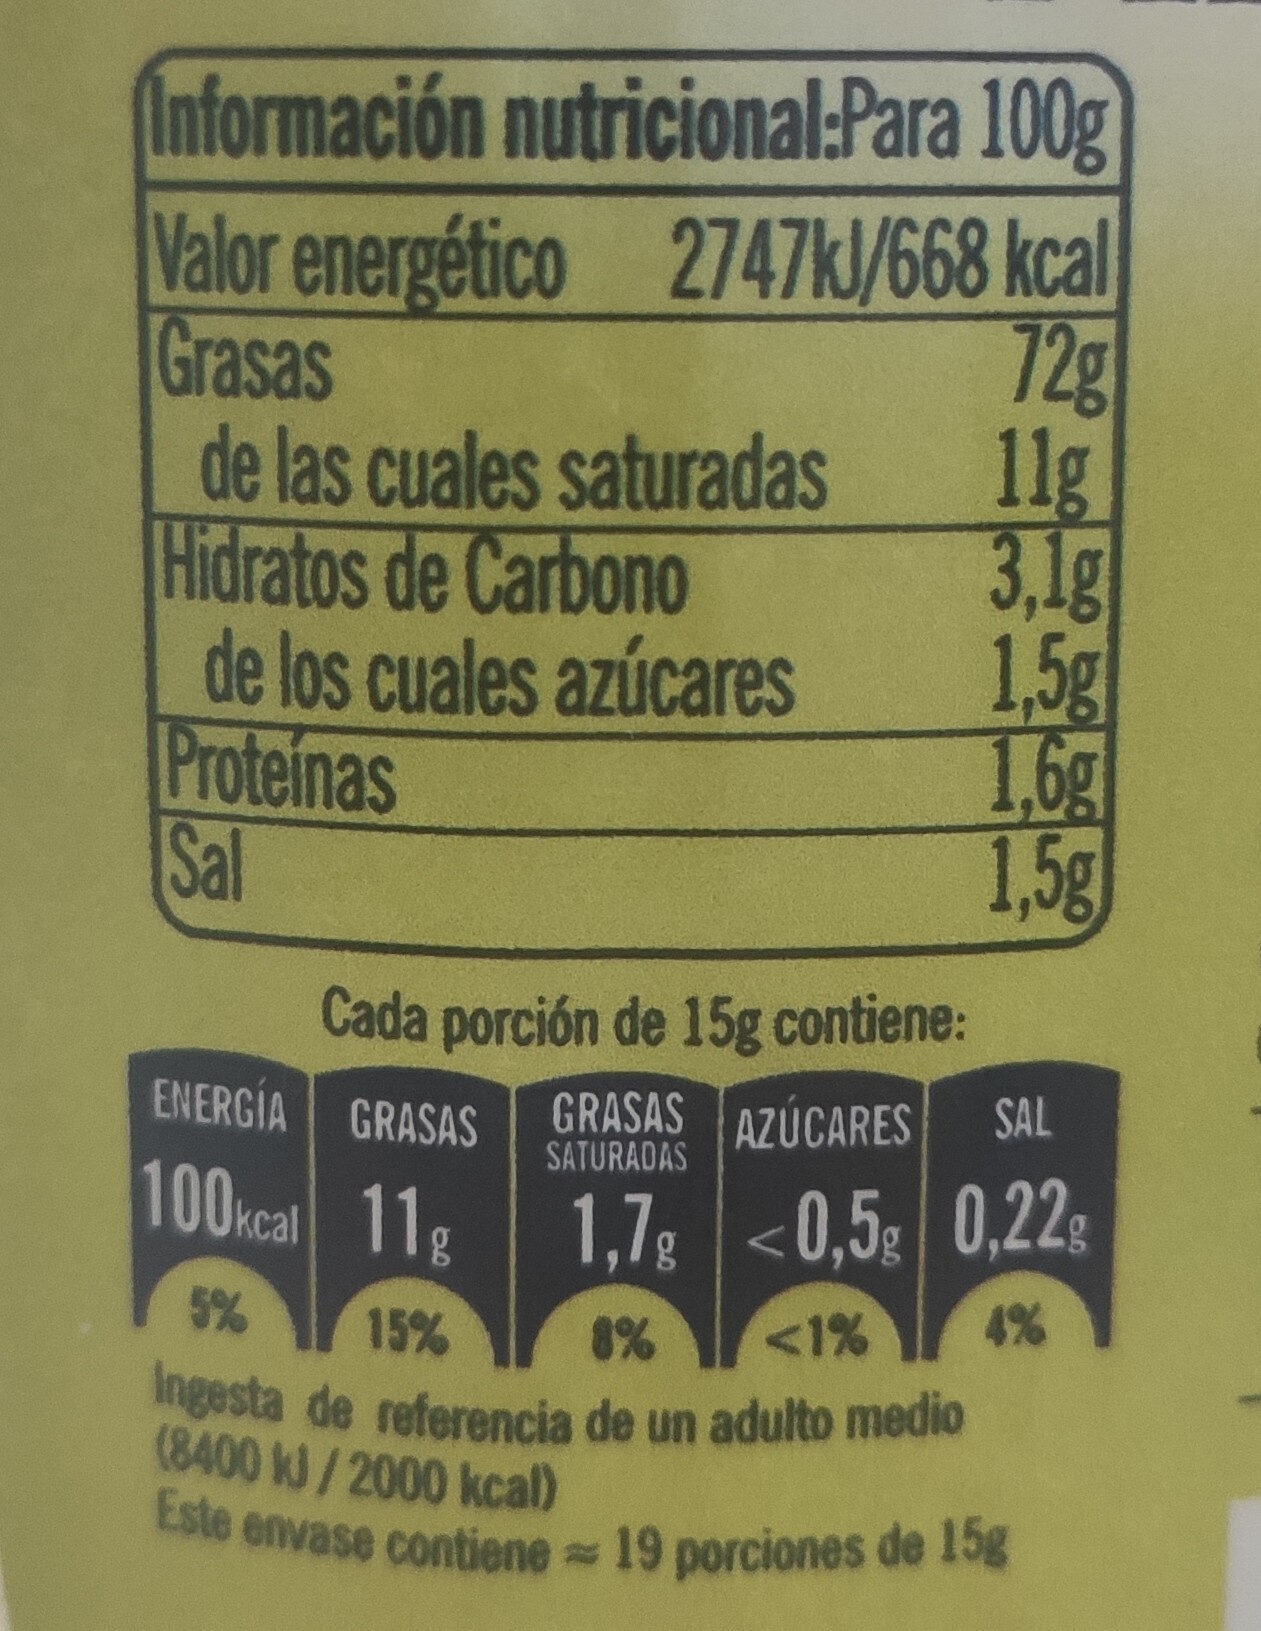 Información nutricional:Para 100g
Valor energético 2747kJ/668 kcal
Grasas 72g
de las cuales saturadas 11g
Hidratos de Carbono 3,1g
de los cuales azúcares 1,5g
Proteínas 1,6g
Sal 1,5g
Cada porción de 15g contiene:
ENERGÍA GRASAS GRASAS SATURADAS AZÚCARES SAL
100kcal 11g 1,7g <0,5g 0,22g
5% 15% 8% <1% 4%
Ingesta de referencia de un adulto medio
(8400 kJ / 2000 kcal)
Este envase contiene ≈ 19 porciones de 15g